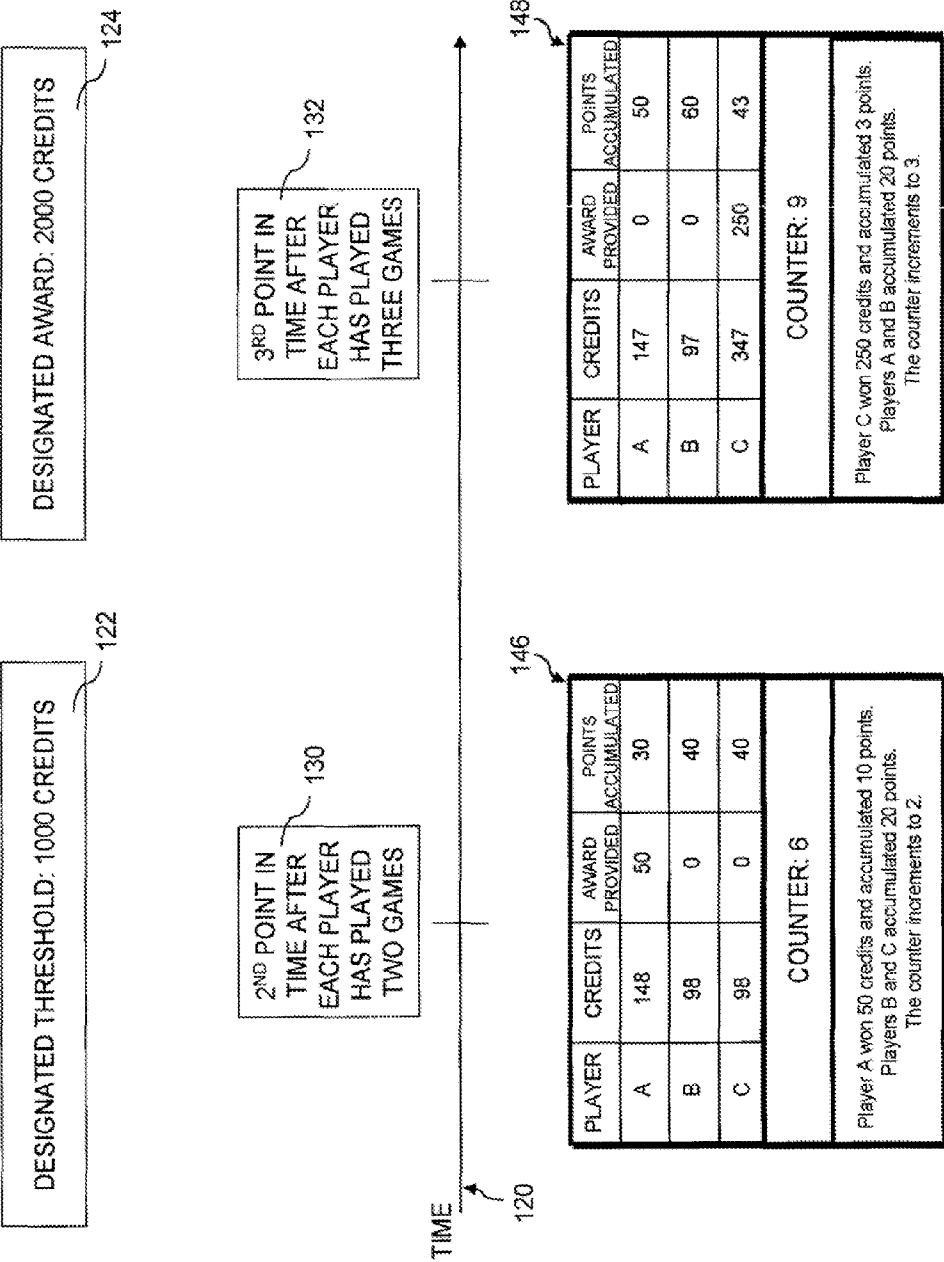 DESIGNATED THRESHOLD: 1000 CREDITS
122
DESIGNATED AWARD: 2000 CREDITS
124
2ND POINT IN
TIME AFTER
EACH PLAYER
HAS PLAYED
TWO GAMES
130
3RD POINT IN
TIME AFTER
EACH PLAYER
HAS PLAYED
THREE GAMES
132
TIME
120
146
PLAYER CREDITS AWARD PROVIDED POINTS ACCUMULATED
A 148 50 30
B 98 0 40
C 98 0 40
COUNTER: 6
Player A won 50 credits and accumulated 10 points.
Players B and C accumulated 20 points.
The counter increments to 2.
148
PLAYER CREDITS AWARD PROVIDED POINTS ACCUMULATED
A 147 0 50
B 97 0 60
C 347 250 43
COUNTER: 9
Player C won 250 credits and accumulated 3 points.
Players A and B accumulated 20 points.
The counter increments to 3.